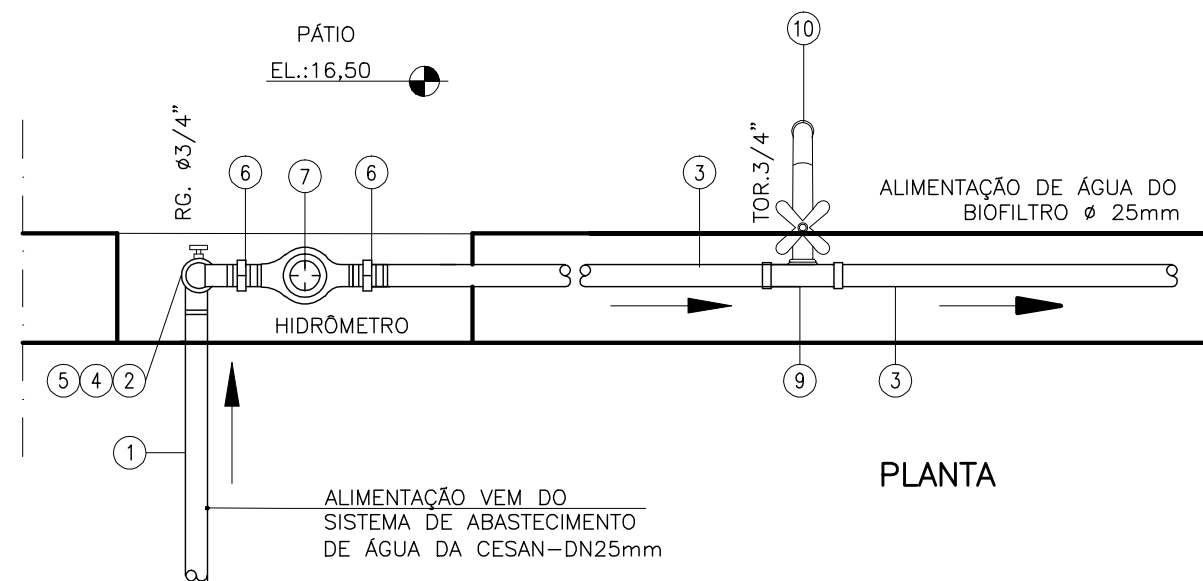 PÁTIO
EL.:16,50
10
RG. ø3/4"
6
7
6
3
TOR.3/4"
ALIMENTAÇÃO DE ÁGUA DO
BIOFILTRO ø 25mm
HIDRÔMETRO
5 4 2
9
3
1
PLANTA
ALIMENTAÇÃO VEM DO
SISTEMA DE ABASTECIMENTO
DE ÁGUA DA CESAN-DN25mm